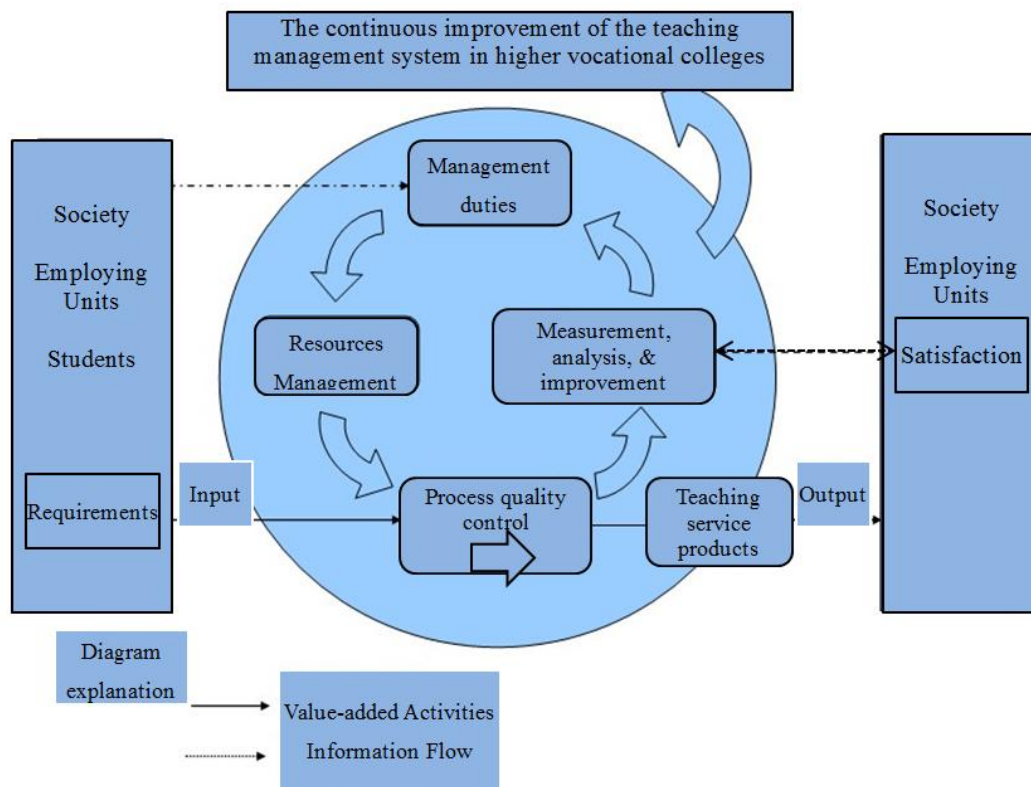 The continuous improvement of the teaching
management system in higher vocational colleges
Society
Employing
Units
Students
Requirements
Input
Management
duties
Resources
Management
Measurement,
analysis, &
improvement
Process quality
control
Teaching
service
products
Output
Society
Employing
Units
Satisfaction
Diagram
explanation
Value-added Activities
Information Flow